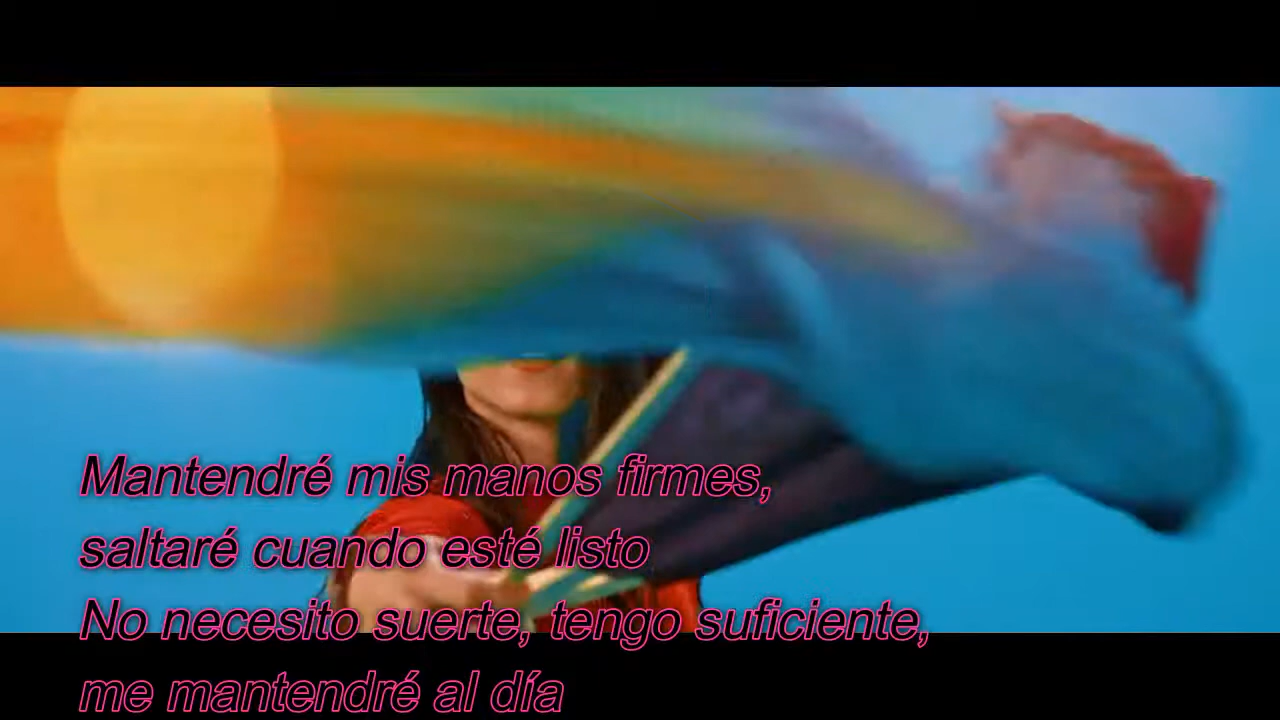 Mantendré mis manos firmes,
saltaré cuando esté listo
No necesito suerte, tengo suficiente,
me mantendré al día